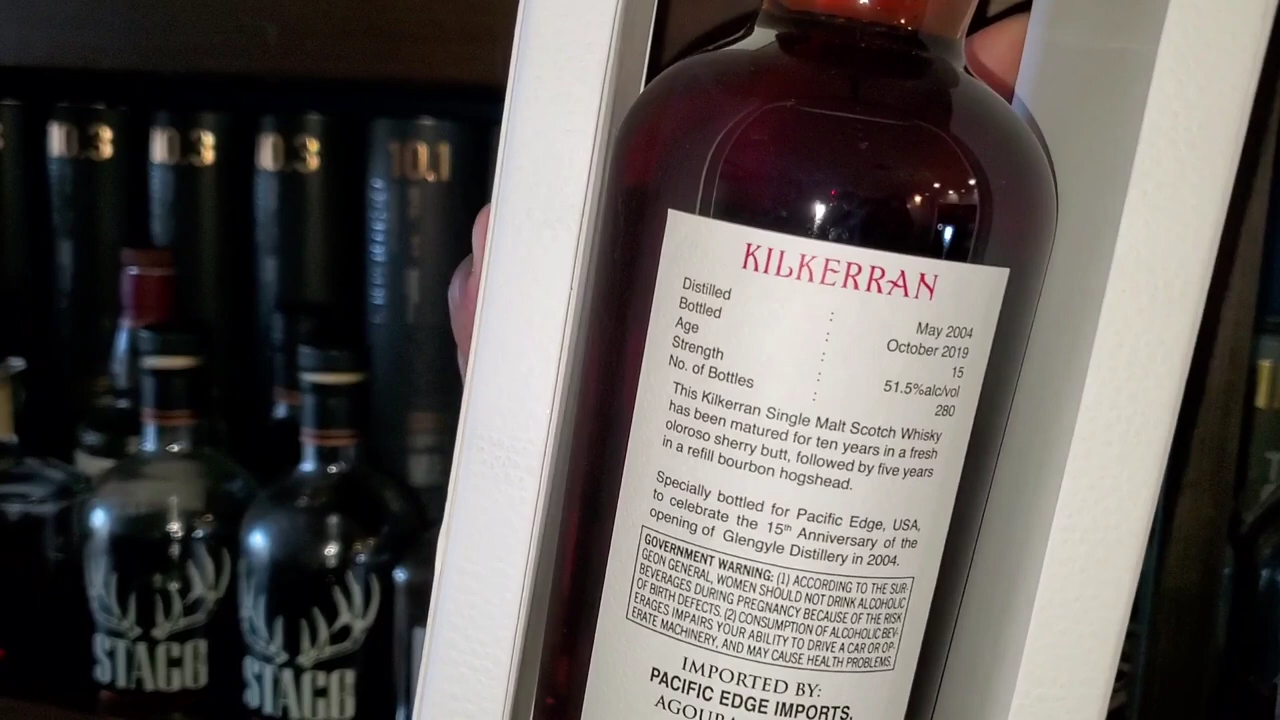 10.3
10.3
10.3
10.1
STAGG
STAGG
KILKERRAN
Distilled : May 2004
Bottled : October 2019
Age : 15
Strength : 51.5%alc/vol
No. of Bottles : 280
This Kilkerran Single Malt Scotch Whisky
has been matured for ten years in a fresh
oloroso sherry butt, followed by five years
in a refill bourbon hogshead.
Specially bottled for Pacific Edge, USA,
to celebrate the 15th Anniversary of the
opening of Glengyle Distillery in 2004.
GOVERNMENT WARNING: (1) ACCORDING TO THE SUR-
GEON GENERAL, WOMEN SHOULD NOT DRINK ALCOHOLIC
BEVERAGES DURING PREGNANCY BECAUSE OF THE RISK
OF BIRTH DEFECTS. (2) CONSUMPTION OF ALCOHOLIC BEV-
ERAGES IMPAIRS YOUR ABILITY TO DRIVE A CAR OR OP-
ERATE MACHINERY, AND MAY CAUSE HEALTH PROBLEMS.
IMPORTED BY:
PACIFIC EDGE IMPORTS,